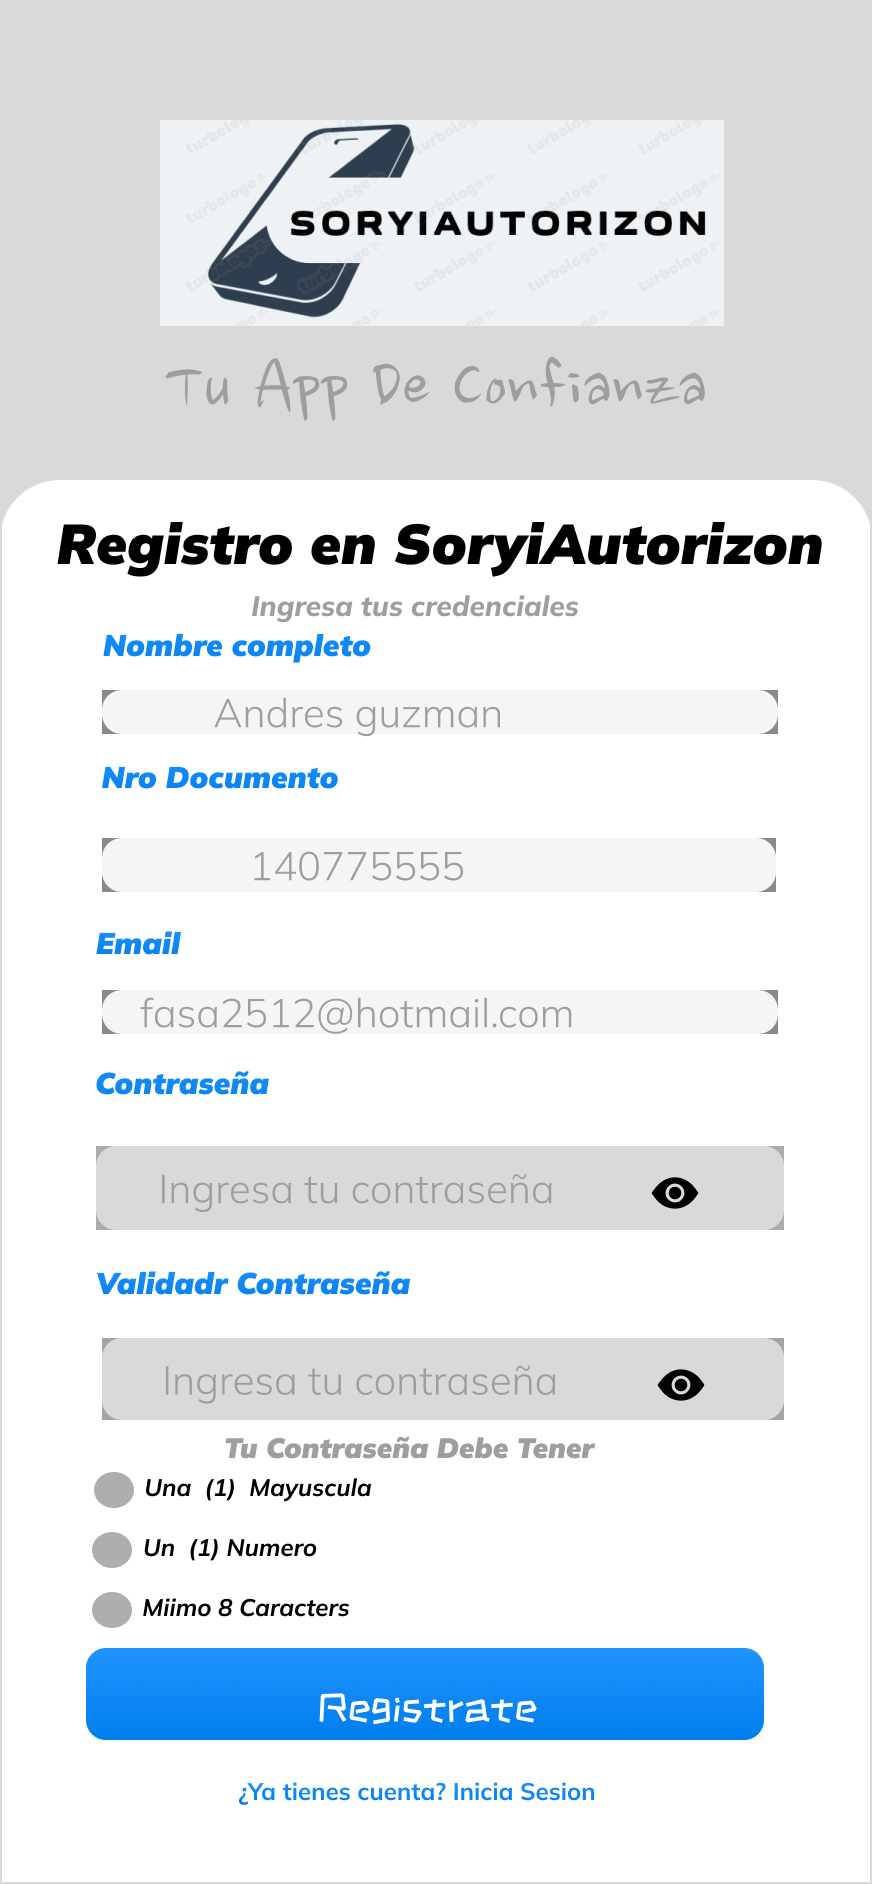 turbologo
SORYIAUTORIZON
Tu App De Confianza
Registro en SoryiAutorizon
Ingresa tus credenciales
Nombre completo
Andres guzman
Nro Documento
140775555
Email
fasa2512@hotmail.com
Contraseña
Ingresa tu contraseña
Validadr Contraseña
Ingresa tu contraseña
Tu Contraseña Debe Tener
Una (1) Mayuscula
Un (1) Numero
Miimo 8 Caracters
Registrate
¿Ya tienes cuenta? Inicia Sesion